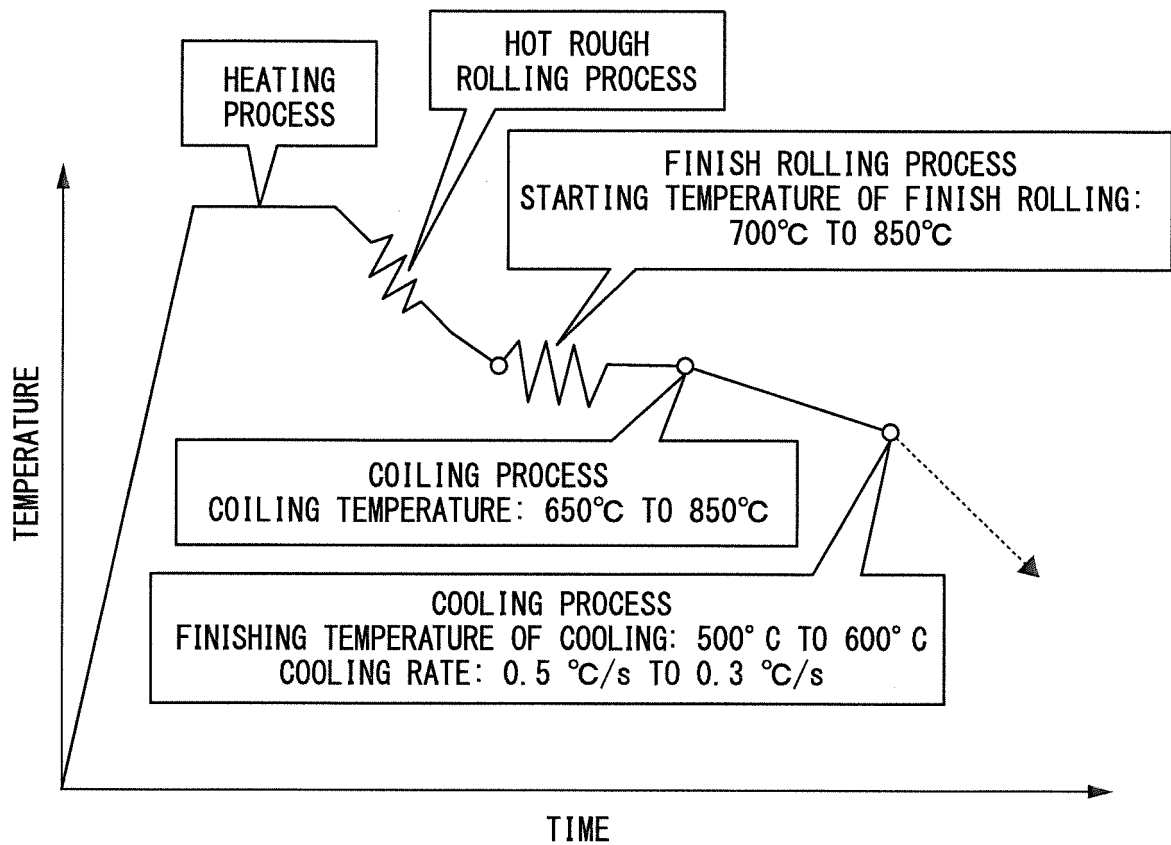 HOT ROUGH
ROLLING PROCESS
HEATING
PROCESS
FINISH ROLLING PROCESS
STARTING TEMPERATURE OF FINISH ROLLING:
700℃ TO 850℃
TEMPERATURE
COILING PROCESS
COILING TEMPERATURE: 650℃ TO 850℃
COOLING PROCESS
FINISHING TEMPERATURE OF COOLING: 500° C TO 600° C
COOLING RATE: 0.5 ℃/s TO 0.3 ℃/s
TIME